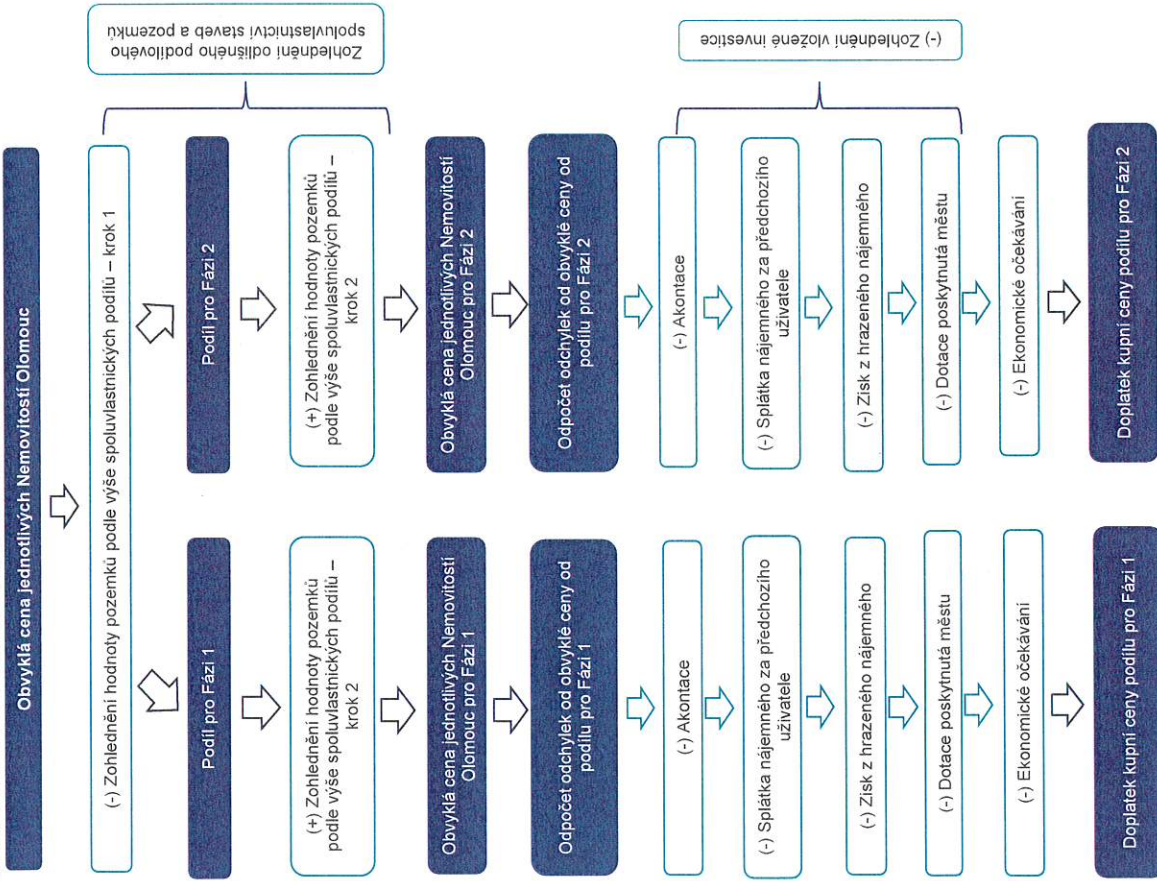 Obvyklá cena jednotlivých Nemovitostí Olomouc
(-) Zohlednění hodnoty pozemků podle výše spoluvlastnických podílů – krok 1
Podíl pro Fázi 1
(+) Zohlednění hodnoty pozemků
podle výše spoluvlastnických podílů –
krok 2
Obvyklá cena jednotlivých Nemovitostí
Olomouc pro Fázi 1
Odpočet odchylek od obvyklé ceny od
podílu pro Fázi 1
(-) Akontace
(-) Splátka nájemného za předchozího
uživatele
(-) Zisk z hrazeného nájemného
(-) Dotace poskytnutá městu
(-) Ekonomické očekávání
Doplatek kupní ceny podílu pro Fázi 1
Podíl pro Fázi 2
(+) Zohlednění hodnoty pozemků
podle výše spoluvlastnických podílů –
krok 2
Obvyklá cena jednotlivých Nemovitostí
Olomouc pro Fázi 2
Odpočet odchylek od obvyklé ceny od
podílu pro Fázi 2
(-) Akontace
(-) Splátka nájemného za předchozího
uživatele
(-) Zisk z hrazeného nájemného
(-) Dotace poskytnutá městu
(-) Ekonomické očekávání
Doplatek kupní ceny podílu pro Fázi 2
Zohlednění odlišného podílového
spoluvlastnictví staveb a pozemků
(-) Zohlednění vložené investice